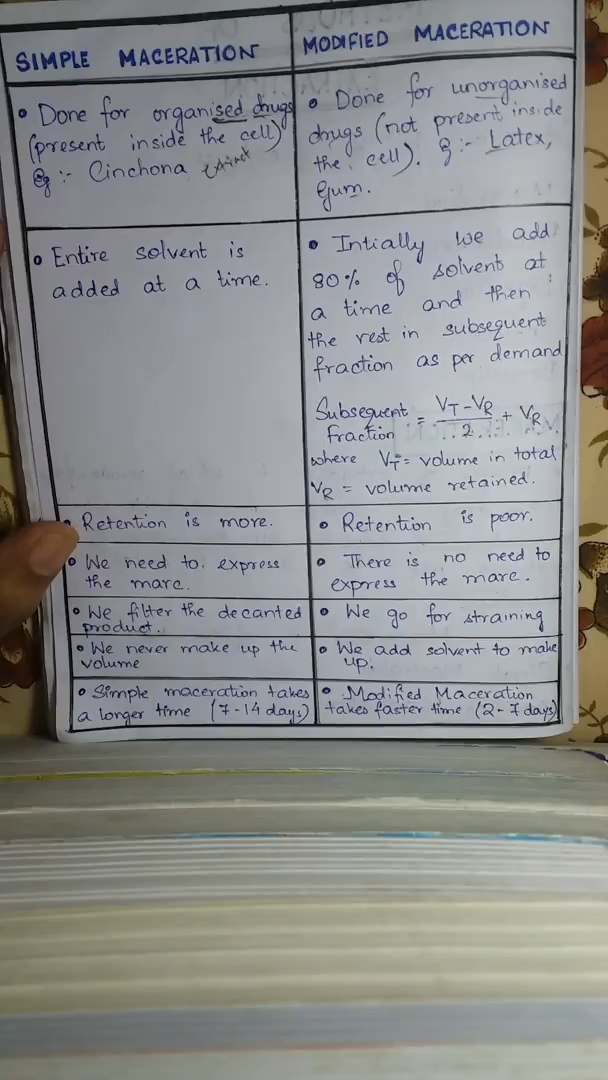 SIMPLE MACERATION
MODIFIED MACERATION
• Done for organised drugs
(present inside the cell)
Eg :- Cinchona
• Done for unorganised
drugs (not present inside
the cell). Eg :- Latex,
Gum.
• Entire solvent is
added at a time.
• Intially we add
80% of solvent at
a time and then
the rest in subsequent
fraction as per demand
Subsequent fraction = (V_T - V_R)/2 + V_R
where V_T = volume in total
V_R = volume retained.
• Retention is more.
• Retention is poor.
• We need to express
the marc.
• There is no need to
express the marc.
• We filter the decanted
product.
• We go for straining
• We never make up the
volume
• We add solvent to make
up.
• Simple maceration takes
a longer time (7-14 days)
• Modified Maceration
takes faster time (2-7 days)